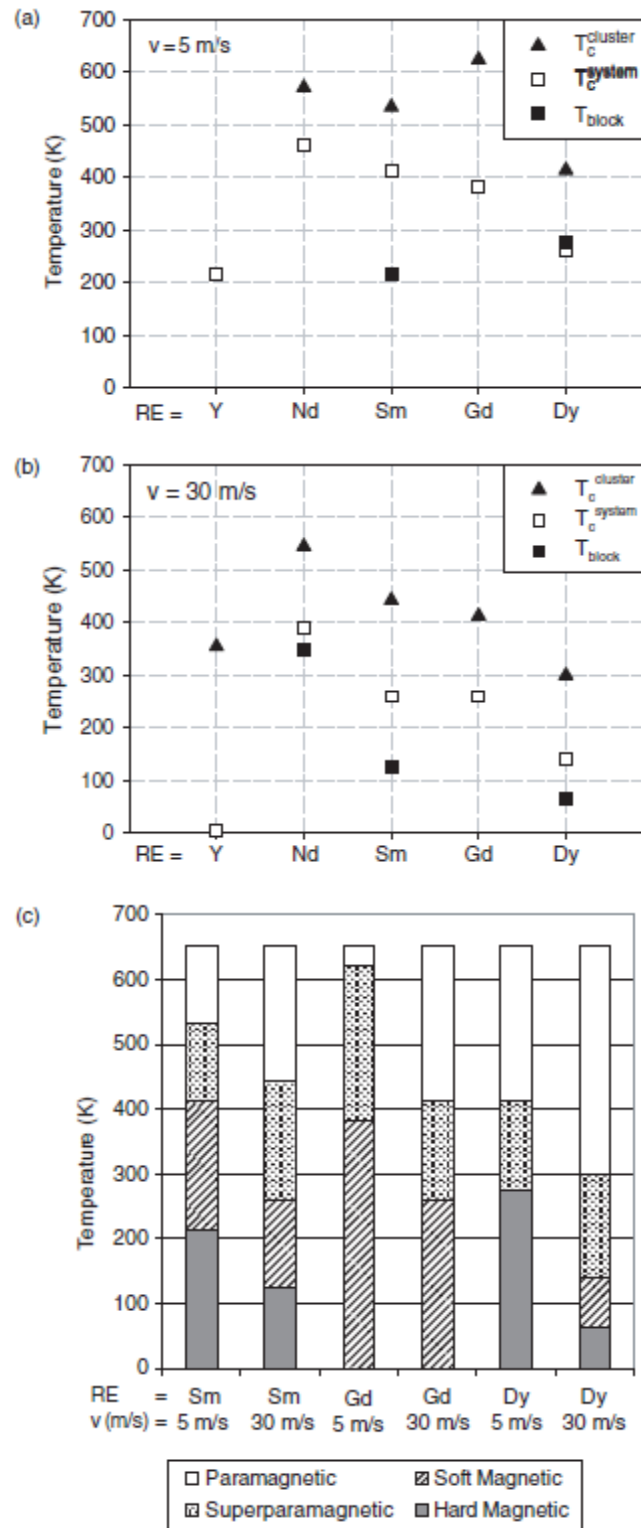 (a)
700
600
500
400
300
200
100
0
Temperature (K)
v = 5 m/s
T_c^cluster
T_c^system
T_block
RE = Y Nd Sm Gd Dy
(b)
700
600
500
400
300
200
100
0
Temperature (K)
v = 30 m/s
T_c^cluster
T_c^system
T_block
RE = Y Nd Sm Gd Dy
(c)
700
600
500
400
300
200
100
0
Temperature (K)
RE = Sm Sm Gd Gd Dy Dy
v (m/s) = 5 m/s 30 m/s 5 m/s 30 m/s 5 m/s 30 m/s
Paramagnetic Soft Magnetic
Superparamagnetic Hard Magnetic